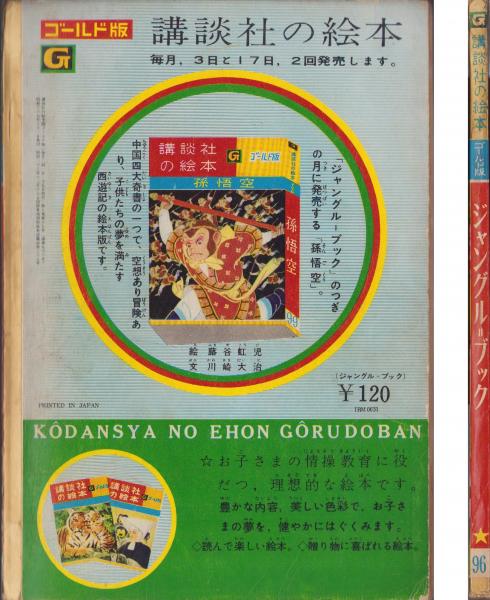 ゴールド版
G
講談社の絵本
毎月，3日と17日，2回発売します。
「ジャングル＝ブック」のつぎ
の月に発売する「孫悟空」。
講談社
の絵本
G
ゴールド版
孫悟空
孫悟空
99
中国四大奇書の一つで、空想あり冒険あ
り、子供たちの夢を満たす
西遊記の絵本版です。
絵 蕗谷虹児
文 川崎大治
(ジャングル－ブック)
¥120
PRINTED IN JAPAN
KÔDANSYA NO EHON GÔRUDOBAN
☆お子さまの情操教育に役
だつ，理想的な絵本です。
豊かな内容，美しい色彩で，お子さ
まの夢を，健やかにはぐくみます。
◇読んで楽しい絵本。◇贈り物に喜ばれる絵本。
講談社
の絵本
講談社
の絵本
G
講談社の絵本
ゴールド版
ジャングル＝ブック
96